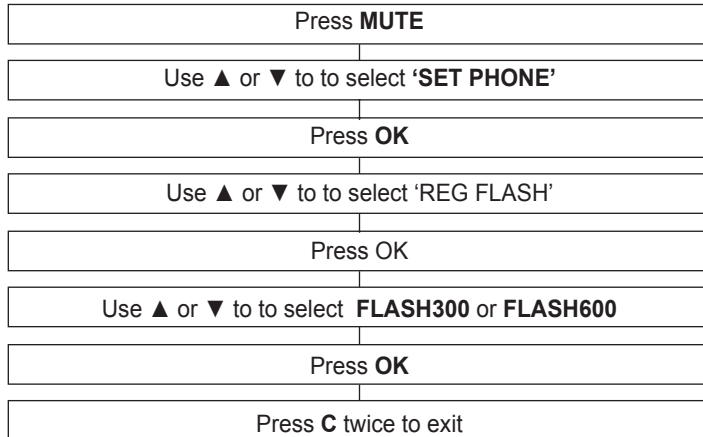 Press MUTE
Use ▲ or ▼ to to select ‘SET PHONE’
Press OK
Use ▲ or ▼ to to select ‘REG FLASH’
Press OK
Use ▲ or ▼ to to select FLASH300 or FLASH600
Press OK
Press C twice to exit